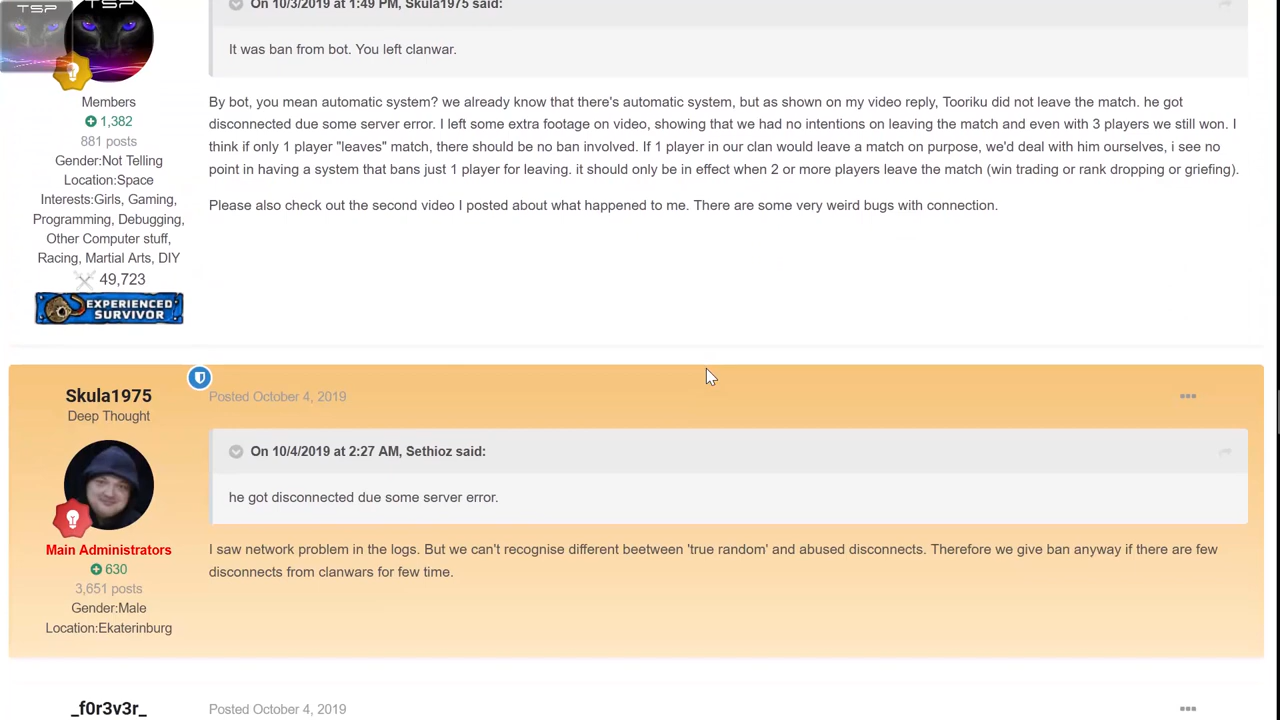 TSP
TSP
On 10/3/2019 at 1:49 PM, Skula1975 said:
It was ban from bot. You left clanwar.
Members
1,382
881 posts
Gender:Not Telling
Location:Space
Interests:Girls, Gaming,
Programming, Debugging,
Other Computer stuff,
Racing, Martial Arts, DIY
49,723
EXPERIENCED
SURVIVOR
By bot, you mean automatic system? we already know that there's automatic system, but as shown on my video reply, Tooriku did not leave the match. he got
disconnected due some server error. I left some extra footage on video, showing that we had no intentions on leaving the match and even with 3 players we still won. I
think if only 1 player "leaves" match, there should be no ban involved. If 1 player in our clan would leave a match on purpose, we'd deal with him ourselves, i see no
point in having a system that bans just 1 player for leaving. it should only be in effect when 2 or more players leave the match (win trading or rank dropping or griefing).
Please also check out the second video I posted about what happened to me. There are some very weird bugs with connection.
Skula1975
Deep Thought
Main Administrators
630
3,651 posts
Gender:Male
Location:Ekaterinburg
Posted October 4, 2019
On 10/4/2019 at 2:27 AM, Sethioz said:
he got disconnected due some server error.
I saw network problem in the logs. But we can't recognise different beetween 'true random' and abused disconnects. Therefore we give ban anyway if there are few
disconnects from clanwars for few time.
_f0r3v3r_
Posted October 4, 2019